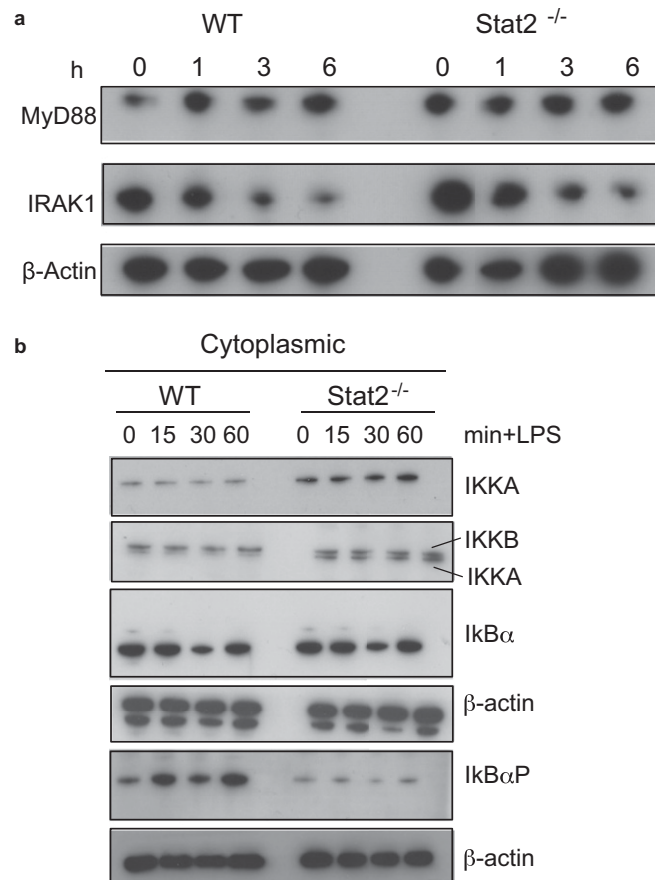 a
WT Stat2 -/-
h 0 1 3 6 0 1 3 6
MyD88
IRAK1
β-Actin
b
Cytoplasmic
WT Stat2 -/-
0 15 30 60 0 15 30 60 min+LPS
IKKA
IKKB
IKKA
IkBα
β-actin
IkBαP
β-actin